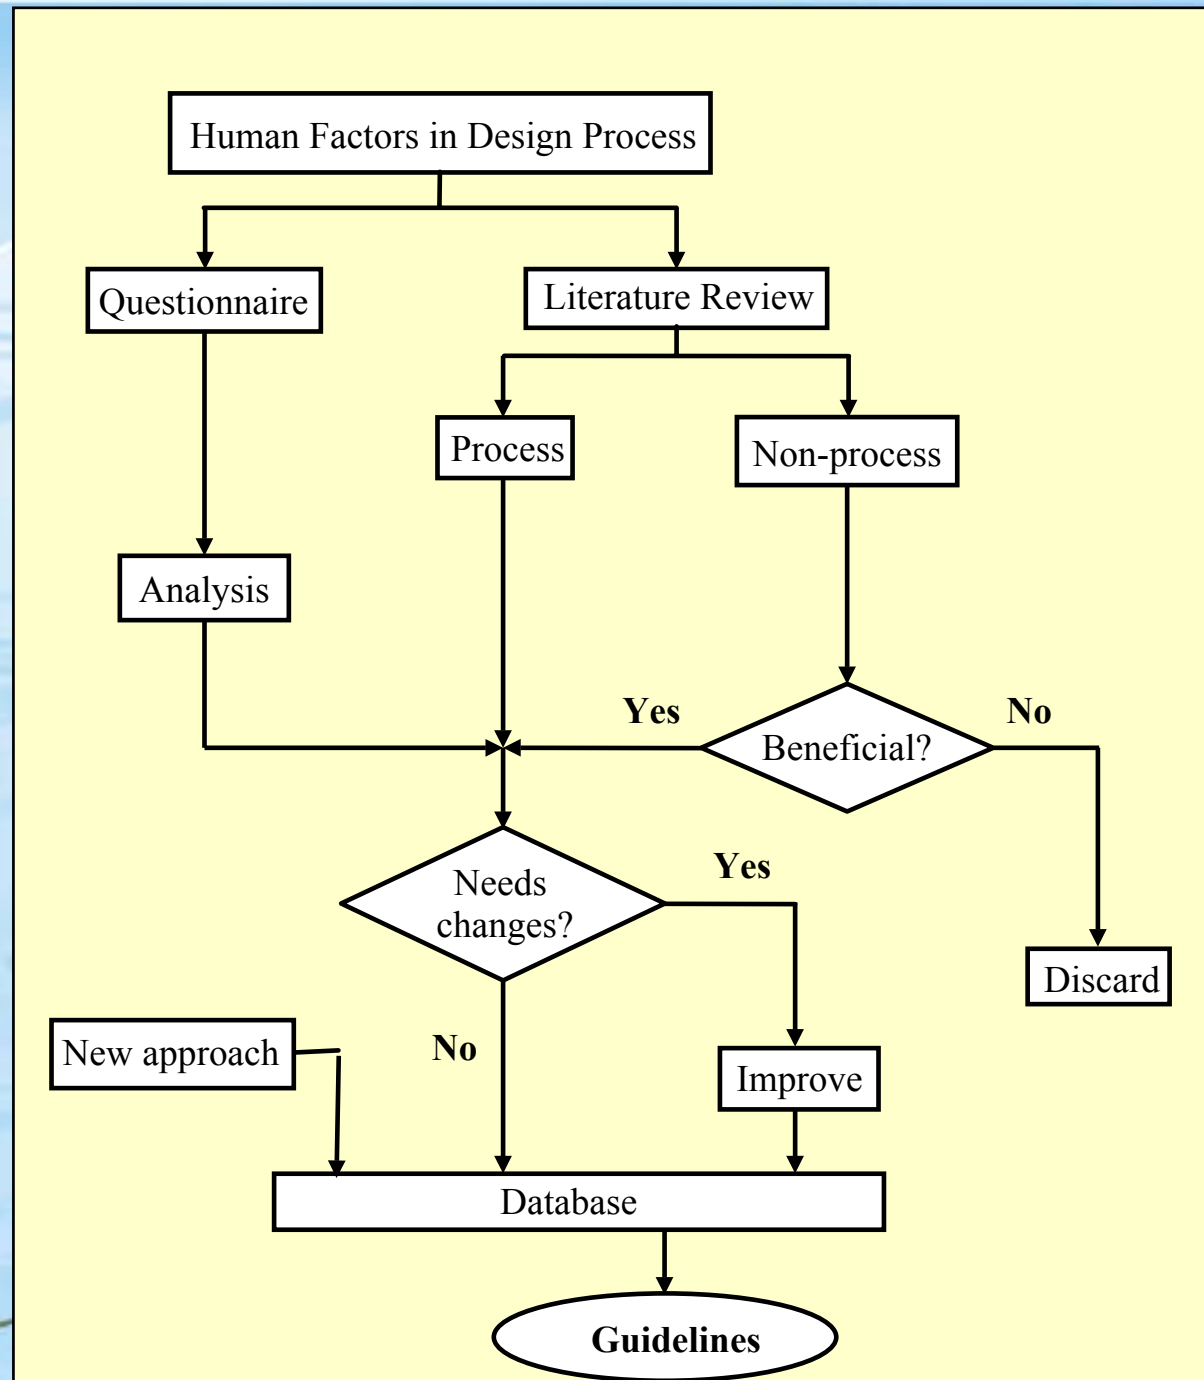 Human Factors in Design Process
Questionnaire
Literature Review
Process
Non-process
Analysis
Yes
No
Beneficial?
Needs
changes?
Yes
Discard
New approach
No
Improve
Database
Guidelines